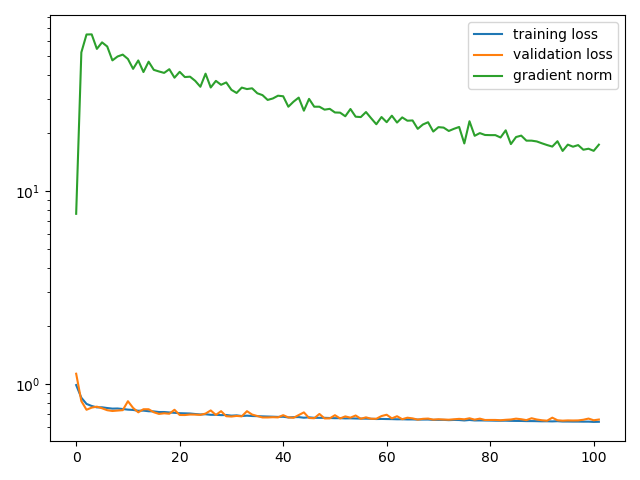 training loss
validation loss
gradient norm
10¹
10⁰
0 20 40 60 80 100